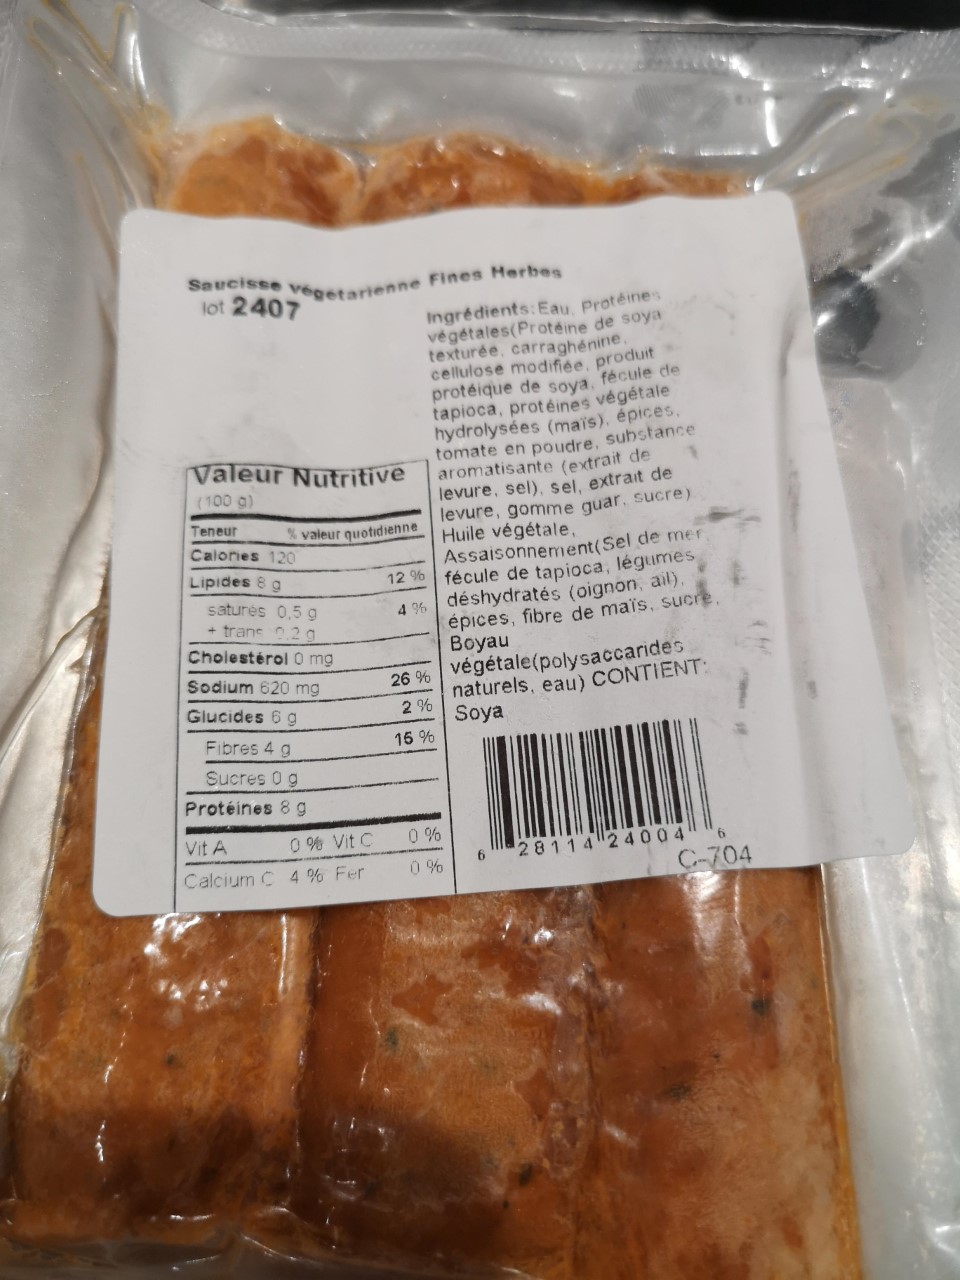 Saucisse végétarienne Fines Herbes
lot 2407
Ingrédients:Eau, Protéines
végétales(Protéine de soya
texturée, carraghénine,
cellulose modifiée, produit
protéique de soya, fécule de
tapioca, protéines végétale
hydrolysées (maïs), épices,
tomate en poudre, substance
aromatisante (extrait de
levure, sel), sel, extrait de
levure, gomme guar, sucre)
Huile végétale,
Assaisonnement(Sel de mer,
fécule de tapioca, légumes
déshydratés (oignon, ail),
épices, fibre de maïs, sucre,
Boyau
végétale(polysaccarides
naturels, eau) CONTIENT:
Soya
Valeur Nutritive
(100 g)
Teneur % valeur quotidienne
Calories 120
Lipides 8 g 12 %
saturés 0,5 g 4 %
+ trans 0.2 g
Cholestérol 0 mg
Sodium 620 mg 26 %
Glucides 6 g 2 %
Fibres 4 g 16 %
Sucres 0 g
Protéines 8 g
Vit A 0 % Vit C 0 %
Calcium C 4 % Fer 0 %
6 28114 24004 6
C-704